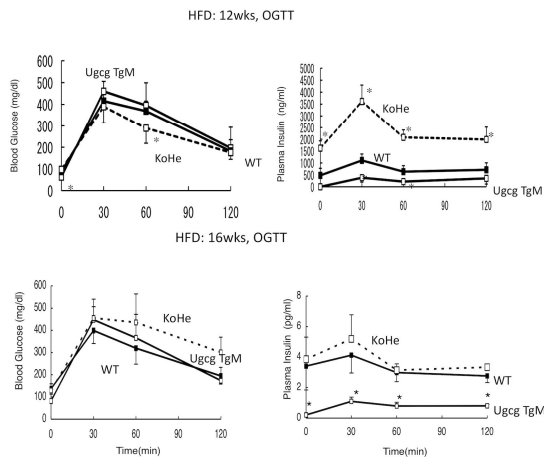 HFD: 12wks, OGTT
Blood Glucose (mg/dl)
600
500
400
300
200
100
0
Ugcg TgM
KoHe
WT
*
*
0 30 60 90 120
Plasma Insulin (ng/ml)
5000
4500
4000
3500
3000
2500
2000
1500
1000
500
0
KoHe
WT
Ugcg TgM
*
*
*
*
*
0 30 60 90 120
HFD: 16wks, OGTT
Blood Glucose (mg/dl)
600
500
400
300
200
100
0
KoHe
Ugcg TgM
WT
0 30 60 90 120
Time(min)
Plasma Insulin (pg/ml)
8
6
4
2
0
KoHe
WT
Ugcg TgM
*
*
*
*
0 30 60 90 120
Time(min)